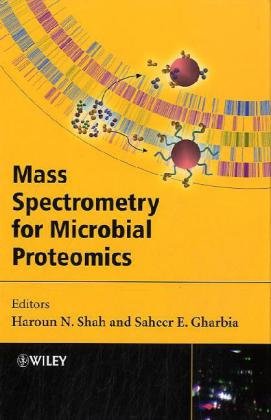 Mass
Spectrometry
for Microbial
Proteomics
Editors
Haroun N. Shah and Saheer E. Gharbia
WILEY